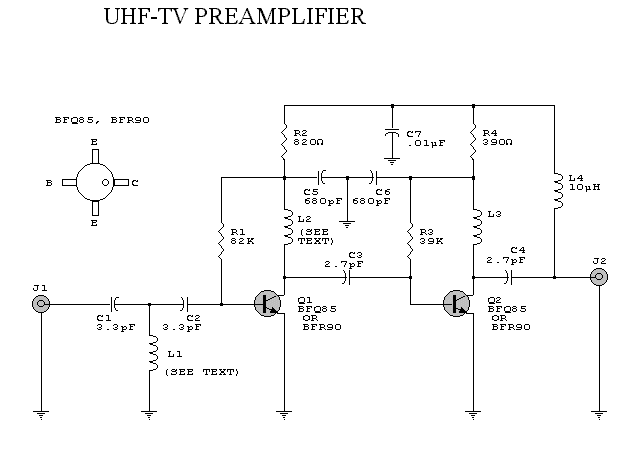 UHF-TV PREAMPLIFIER
BFQ85, BFR90
E
B
C
E
R2
820Ω
C7
.01µF
R4
390Ω
L4
10µH
C5
680pF
C6
680pF
R1
82K
L2
(SEE
TEXT)
R3
39K
L3
C3
2.7pF
C4
2.7pF
J1
J2
C1
3.3pF
C2
3.3pF
Q1
BFQ85
OR
BFR90
Q2
BFQ85
OR
BFR90
L1
(SEE TEXT)